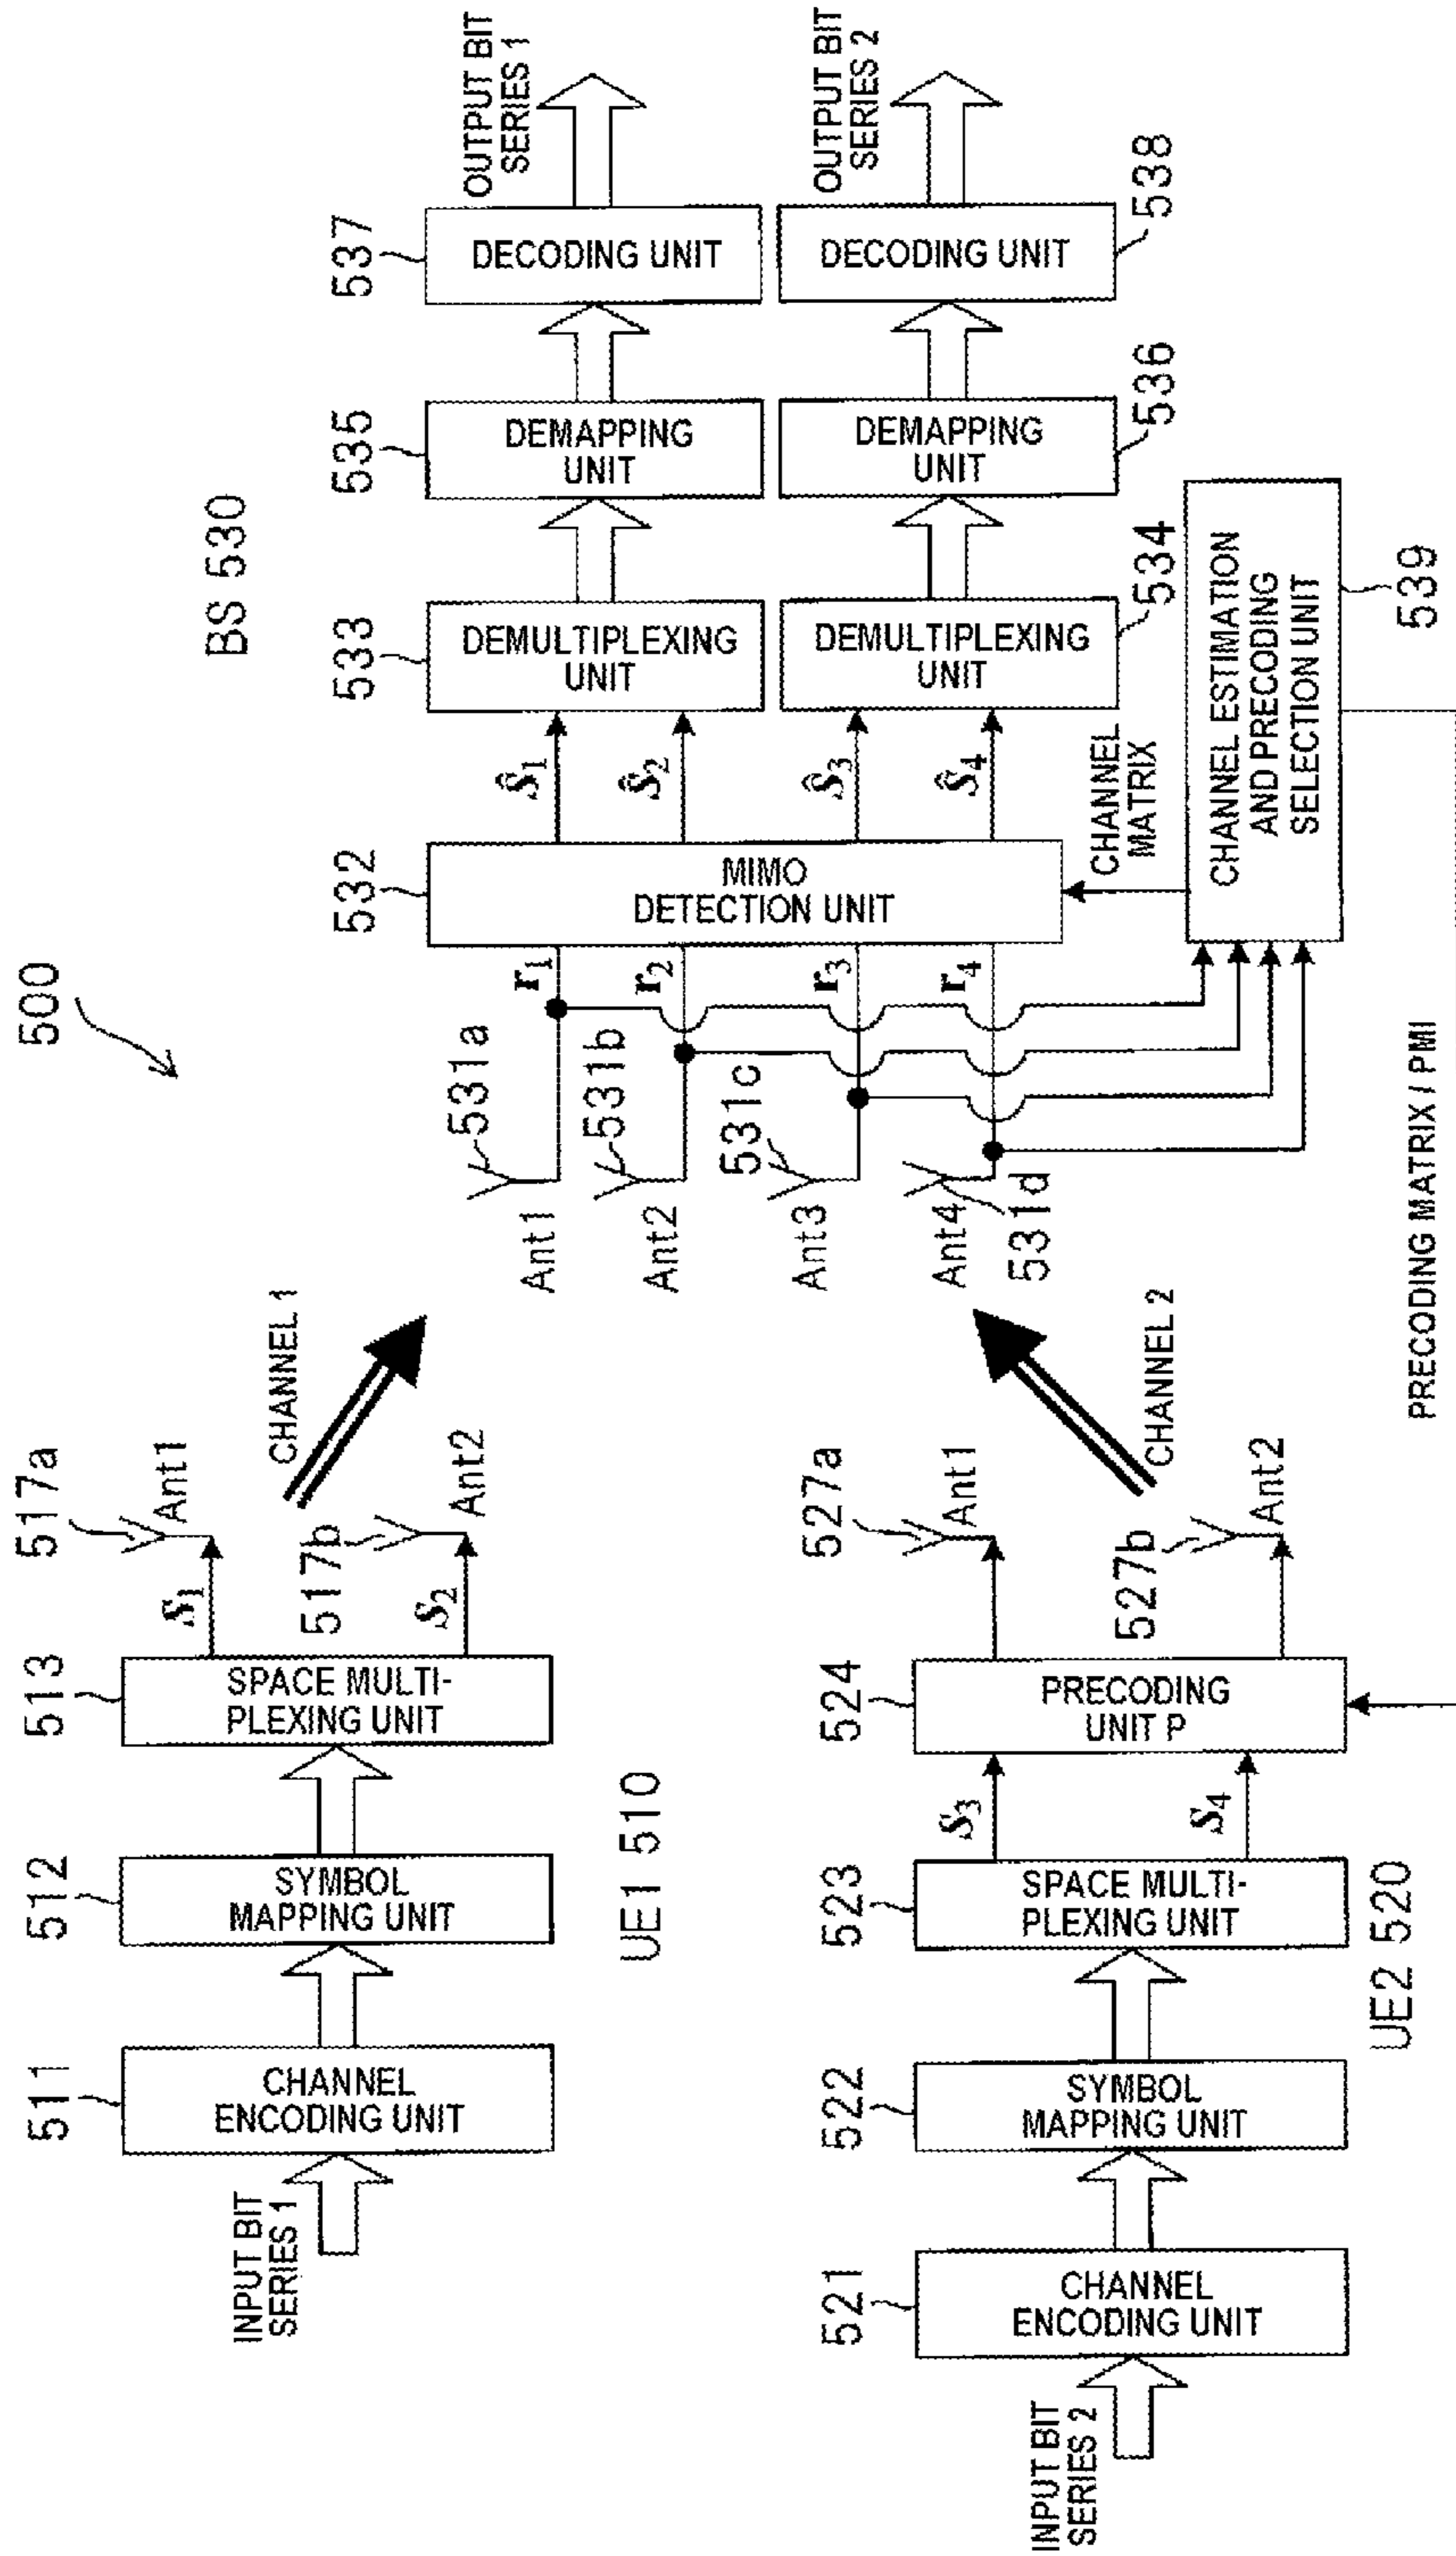 500
INPUT BIT
SERIES 1
511
CHANNEL
ENCODING UNIT
512
SYMBOL
MAPPING UNIT
513
SPACE MULTI-
PLEXING UNIT
S1
S2
517a
Ant1
517b
Ant2
UE1 510
CHANNEL 1
INPUT BIT
SERIES 2
521
CHANNEL
ENCODING UNIT
522
SYMBOL
MAPPING UNIT
523
SPACE MULTI-
PLEXING UNIT
S3
S4
524
PRECODING
UNIT P
527a
Ant1
527b
Ant2
UE2 520
CHANNEL 2
PRECODING MATRIX / PMI
BS 530
Ant1
531a
Ant2
531b
Ant3
531c
Ant4
531d
r1
r2
r3
r4
532
MIMO
DETECTION UNIT
Ŝ1
Ŝ2
Ŝ3
Ŝ4
CHANNEL
MATRIX
533
DEMULTIPLEXING
UNIT
DEMULTIPLEXING
UNIT
534
535
DEMAPPING
UNIT
DEMAPPING
UNIT
536
537
DECODING UNIT
DECODING UNIT
538
OUTPUT BIT
SERIES 1
OUTPUT BIT
SERIES 2
CHANNEL ESTIMATION
AND PRECODING
SELECTION UNIT
539